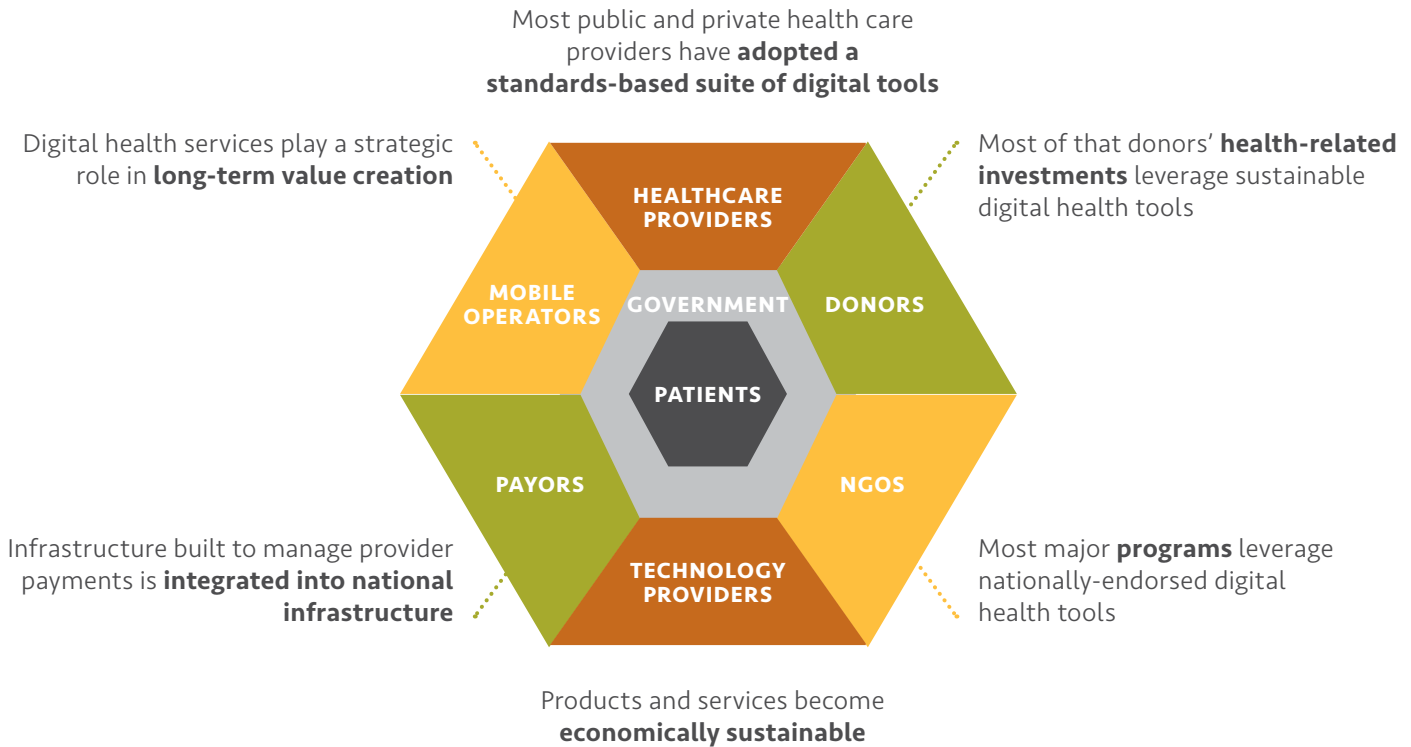 Most public and private health care
providers have adopted a
standards-based suite of digital tools
Digital health services play a strategic
role in long-term value creation
Most of that donors’ health-related
investments leverage sustainable
digital health tools
HEALTHCARE
PROVIDERS
MOBILE
OPERATORS
GOVERNMENT
DONORS
PATIENTS
PAYORS
NGOS
TECHNOLOGY
PROVIDERS
Infrastructure built to manage provider
payments is integrated into national
infrastructure
Most major programs leverage
nationally-endorsed digital
health tools
Products and services become
economically sustainable